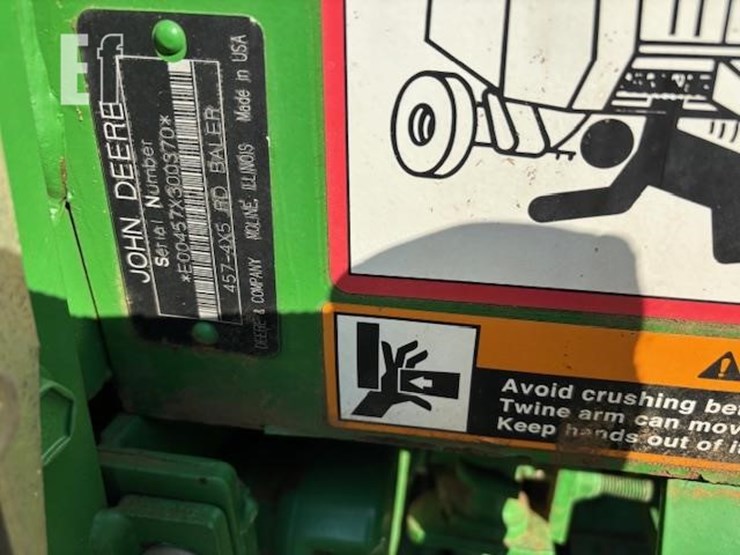 Ef
JOHN DEERE
Serial Number
*E00457X300370*
457-4X5 RD BALER
DEERE & COMPANY MOLINE, ILLINOIS Made in USA
Avoid crushing
Twine arm can
Keep hands out of